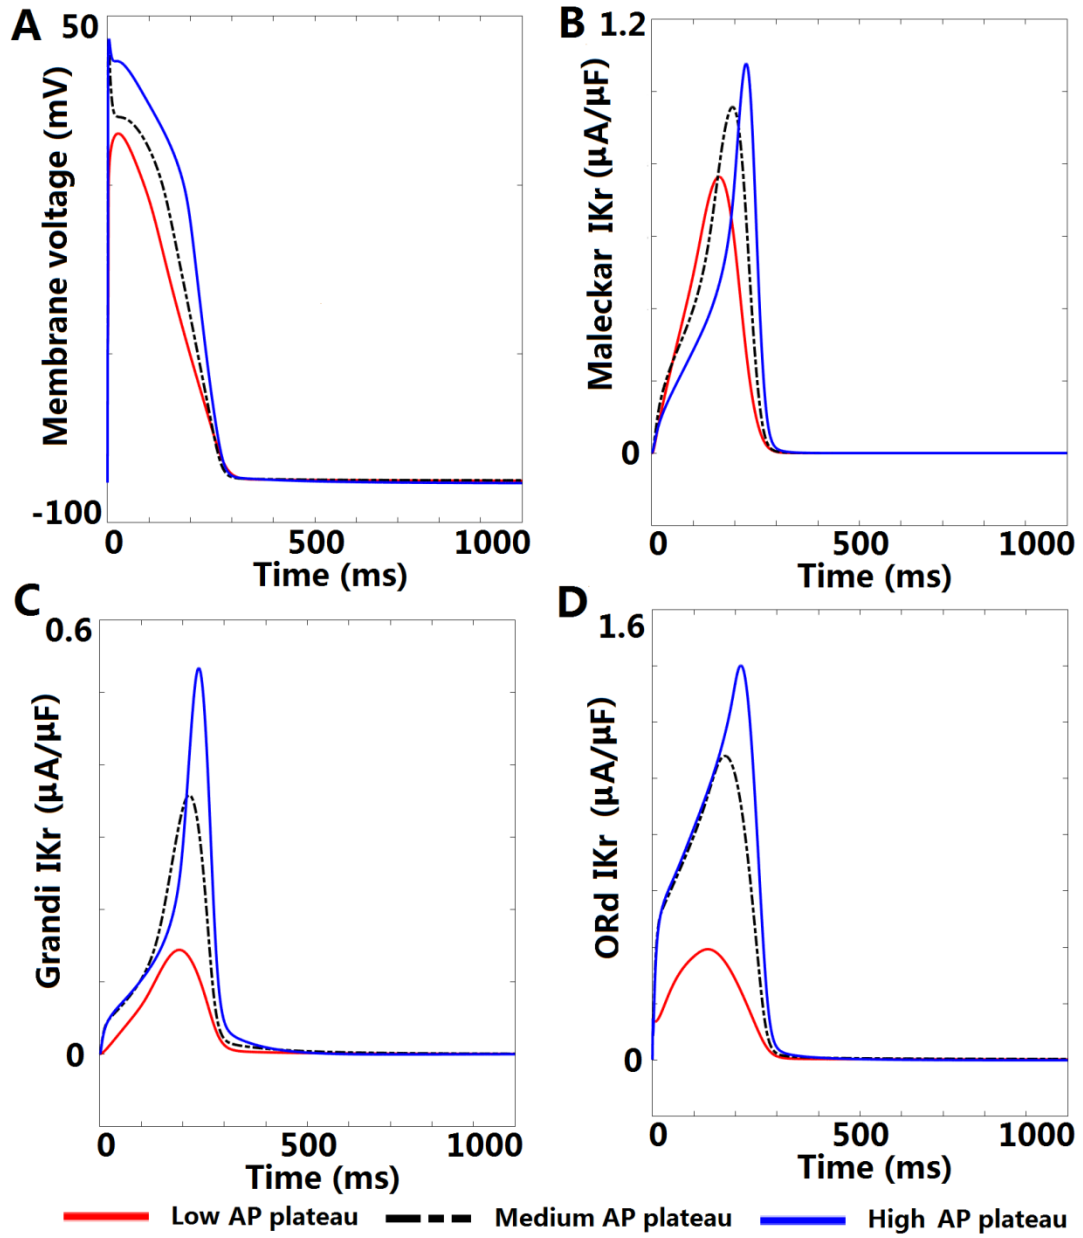 A
50
Membrane voltage (mV)
-100
0 500 1000
Time (ms)
B
1.2
Maleckar IKr (µA/µF)
0
0 500 1000
Time (ms)
C
0.6
Grandi IKr (µA/µF)
0
0 500 1000
Time (ms)
D
1.6
ORd IKr (µA/µF)
0
0 500 1000
Time (ms)
Low AP plateau Medium AP plateau High AP plateau